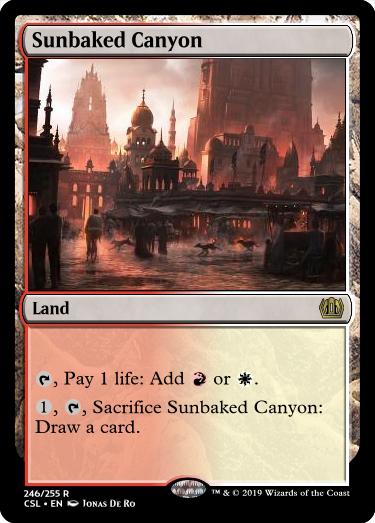 Sunbaked Canyon
Land
, Pay 1 life: Add or .
1, , Sacrifice Sunbaked Canyon:
Draw a card.
246/255 R
CSL • EN Jonas De Ro
™ & © 2019 Wizards of the Coast